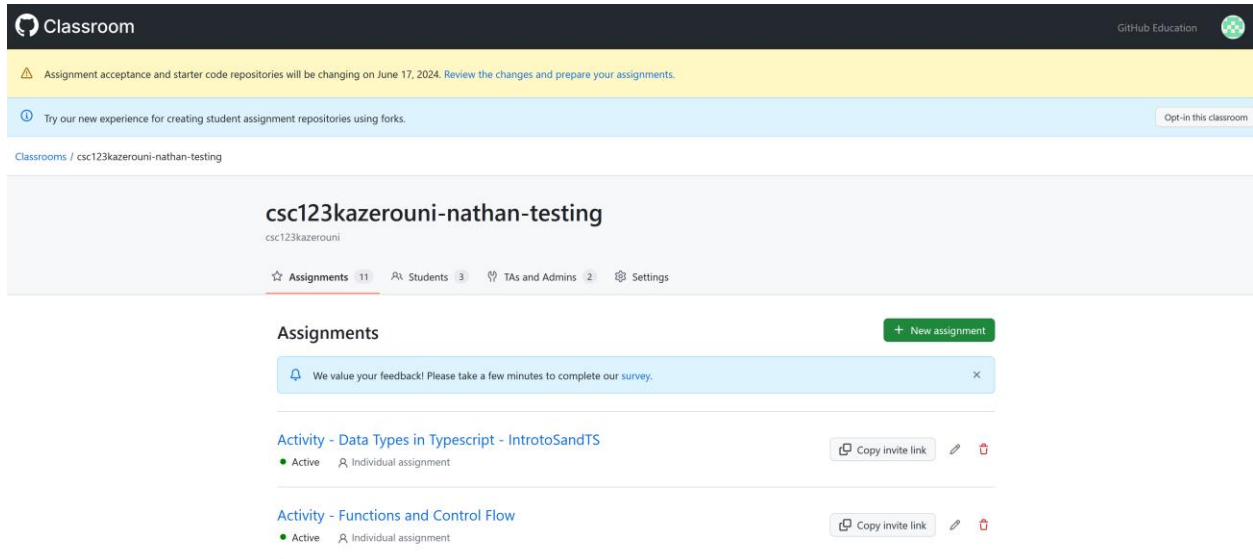 Classroom
GitHub Education
Assignment acceptance and starter code repositories will be changing on June 17, 2024. Review the changes and prepare your assignments.
Try our new experience for creating student assignment repositories using forks.
Opt-in this classroom
Classrooms / csc123kazerouni-nathan-testing
csc123kazerouni-nathan-testing
csc123kazerouni
Assignments 11 Students 3 TAs and Admins 2 Settings
Assignments
+ New assignment
We value your feedback! Please take a few minutes to complete our survey.
Activity - Data Types in Typescript - IntrotoSandTS
Copy invite link
Active Individual assignment
Activity - Functions and Control Flow
Copy invite link
Active Individual assignment